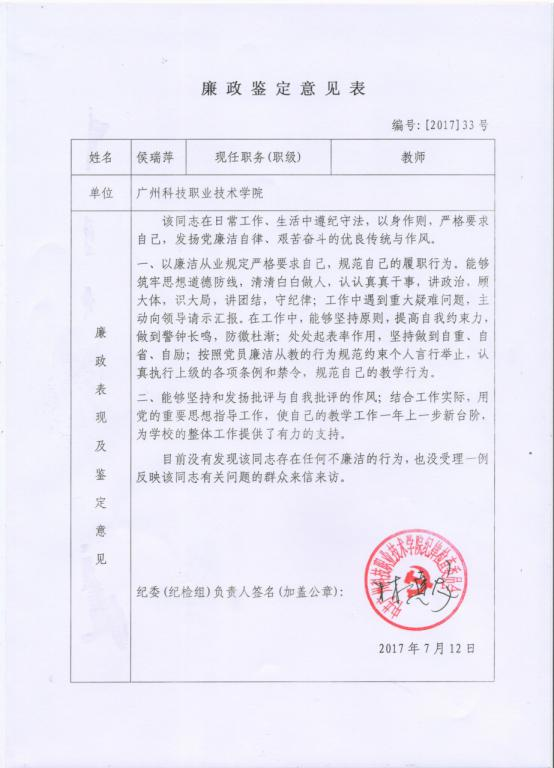 廉政鉴定意见表
编号：[2017]33号
姓名 侯瑞萍 现任职务(职级) 教师
单位 广州科技职业技术学院
廉政表现及鉴定意见
该同志在日常工作、生活中遵纪守法，以身作则，严格要求
自己，发扬党廉洁自律、艰苦奋斗的优良传统与作风。
一、以廉洁从业规定严格要求自己，规范自己的履职行为。能够
筑牢思想道德防线，清清白白做人，认认真真干事，讲政治，顾
大体，识大局，讲团结，守纪律；工作中遇到重大疑难问题，主
动向领导请示汇报。在工作中，能够坚持原则，提高自我约束力，
做到警钟长鸣，防微杜渐；处处起表率作用，坚持做到自重、自
省、自励；按照党员廉洁从教的行为规范约束个人言行举止，认
真执行上级的各项条例和禁令，规范自己的教学行为。
二、能够坚持和发扬批评与自我批评的作风；结合工作实际，用
党的重要思想指导工作，使自己的教学工作一年上一步新台阶，
为学校的整体工作提供了有力的支持。
目前没有发现该同志存在任何不廉洁的行为，也没受理一例
反映该同志有关问题的群众来信来访。
纪委(纪检组)负责人签名(加盖公章)：
中共广州科技职业技术学院纪律检查委员会
2017年7月12日